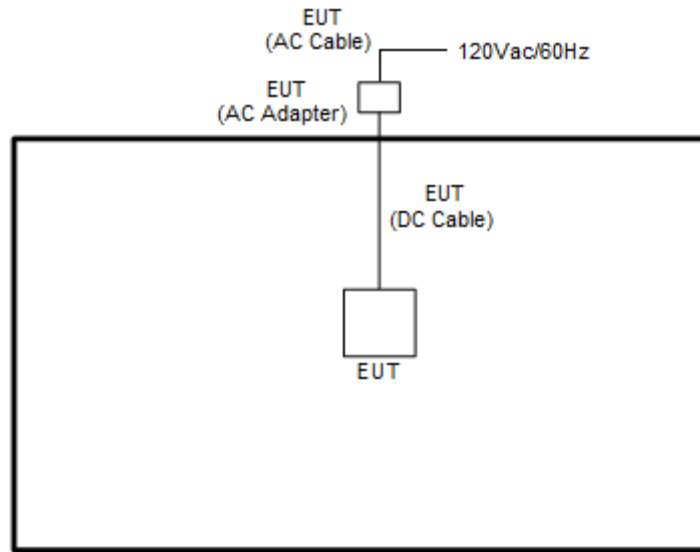 EUT
(AC Cable)
120Vac/60Hz
EUT
(AC Adapter)
EUT
(DC Cable)
EUT